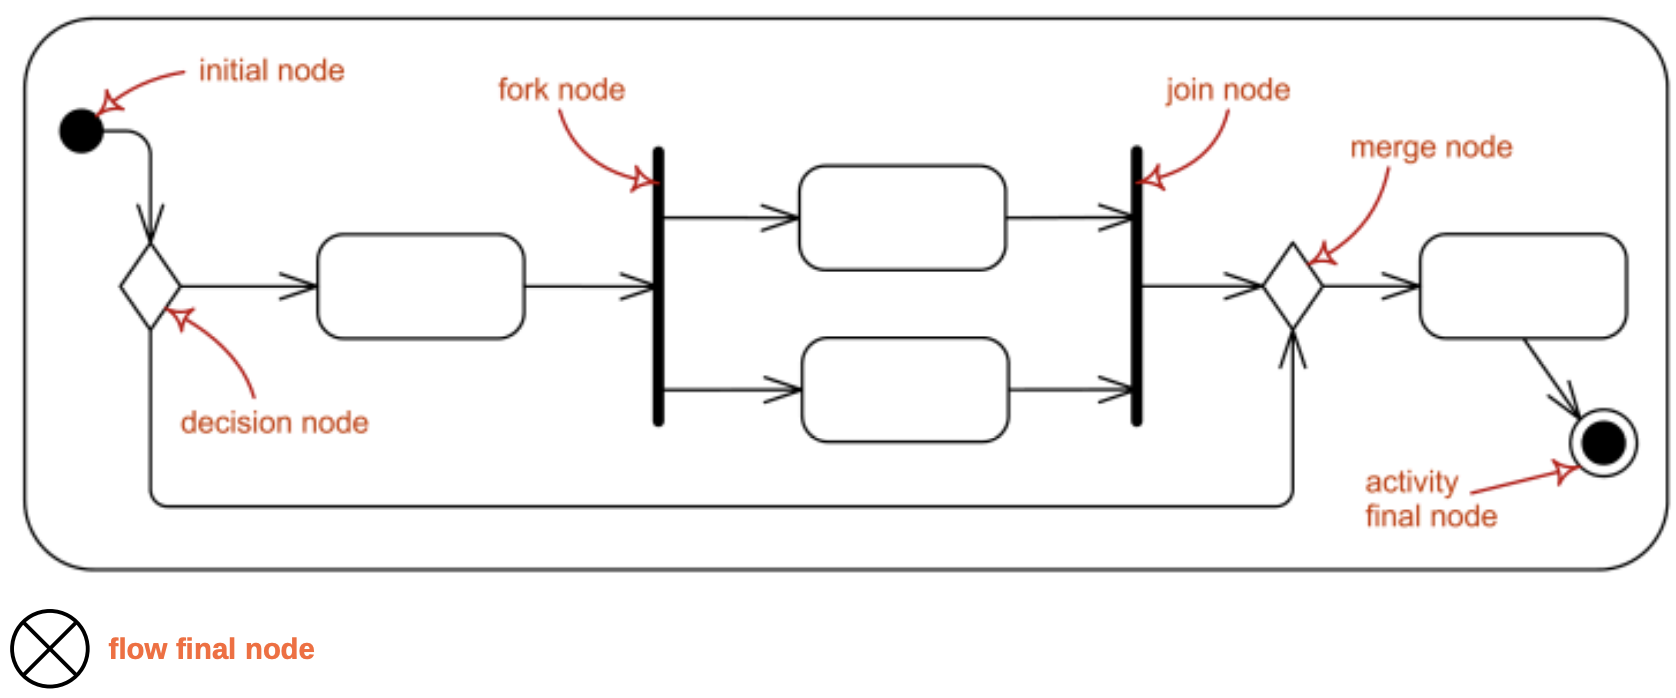 initial node
fork node
join node
merge node
decision node
activity
final node
flow final node